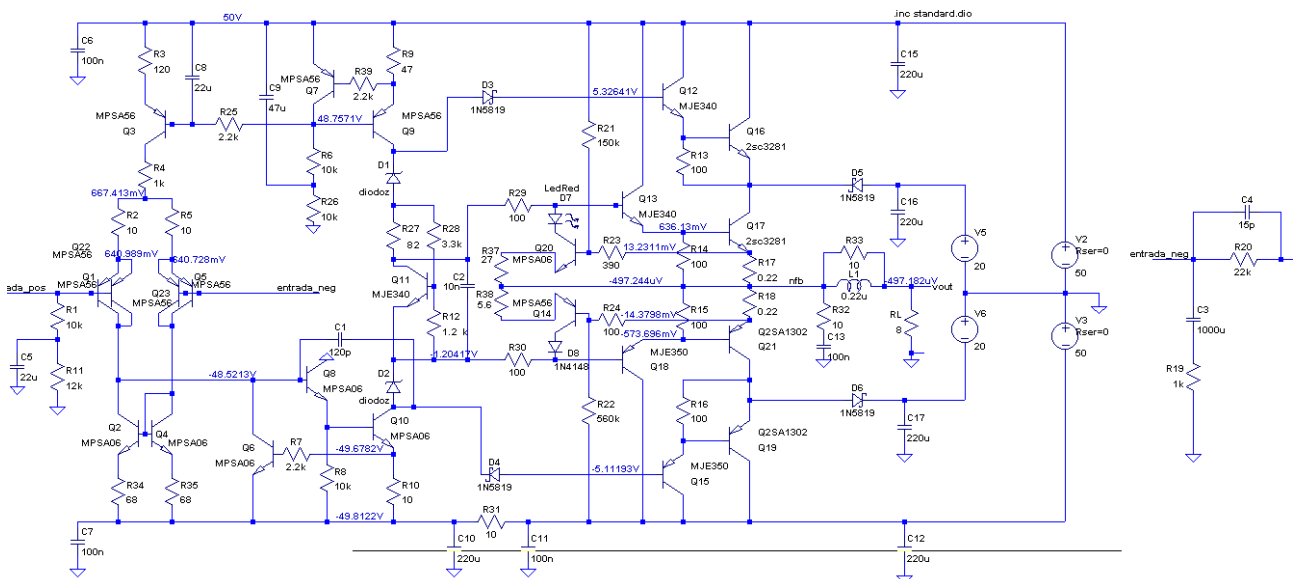 50V
.inc standard.dio
C6
100n
R3
120
C8
22u
C9
47u
MPSA56
Q7
R39
2.2k
R9
47
MPSA56
Q3
R25
2.2k
48.7571V
MPSA56
Q9
D3
1N5819
5.32641V
Q12
MJE340
C15
220u
R21
150k
Q16
2sc3281
R13
100
R4
1k
R6
10k
D1
diodoz
R26
10k
667.413mV
R2
10
R5
10
R27
82
R28
3.3k
R29
100
LedRed
D7
Q13
MJE340
D5
1N5819
C16
220u
Q22
MPSA56
640.989mV
640.728mV
Q1
MPSA56
Q23
MPSA56
Q5
MPSA56
ada_pos
entrada_neg
Q11
MJE340
C2
10n
R37
27
Q20
MPSA06
R23
390
13.2311mV
636.13mV
Q17
2sc3281
R14
100
R17
0.22
R33
10
L1
0.22u
V5
20
V2
Rser=0
50
-497.244uV
nfb
-497.182uV
vout
R38
5.6
MPSA56
Q14
R24
100
-14.3798mV
R18
0.22
R32
10
C13
100n
RL
8
V6
20
V3
Rser=0
50
R1
10k
C5
22u
R11
12k
C1
120p
R12
1.2 k
-1.20417V
R30
100
D8
1N4148
R15
100
-573.696mV
MJE350
Q18
Q2SA1302
Q21
-48.5213V
Q8
MPSA06
D2
diodoz
Q10
MPSA06
R22
560k
R16
100
D6
1N5819
C17
220u
Q2
MPSA06
Q4
MPSA06
Q6
MPSA06
R7
2.2k
-49.6782V
R8
10k
R10
10
D4
1N5819
-5.11193V
MJE350
Q15
Q2SA1302
Q19
R34
68
R35
68
C7
100n
-49.8122V
R31
10
C10
220u
C11
100n
C12
220u
entrada_neg
C4
15p
R20
22k
C3
1000u
R19
1k